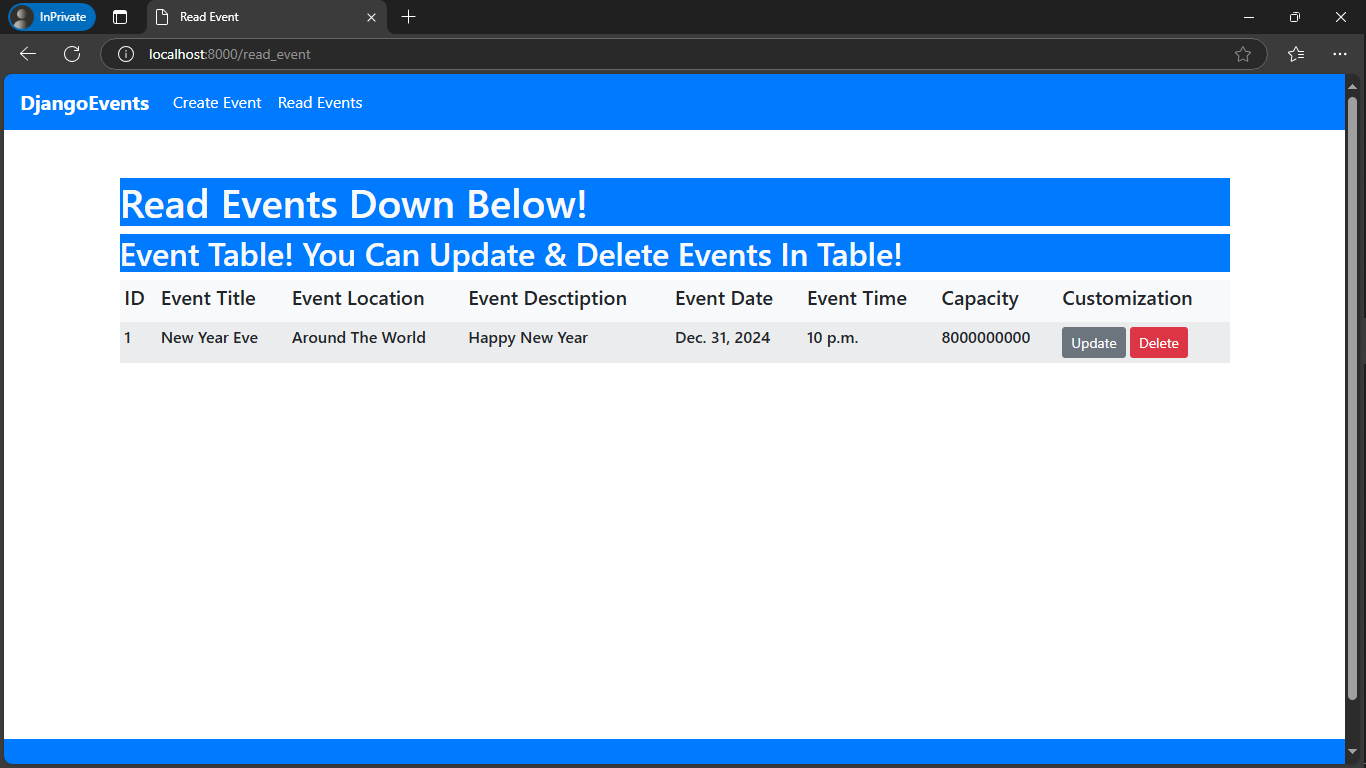 InPrivate Read Event
localhost:8000/read_event
DjangoEvents Create Event Read Events
Read Events Down Below!
Event Table! You Can Update & Delete Events In Table!
ID Event Title Event Location Event Desctiption Event Date Event Time Capacity Customization
1 New Year Eve Around The World Happy New Year Dec. 31, 2024 10 p.m. 8000000000 Update Delete